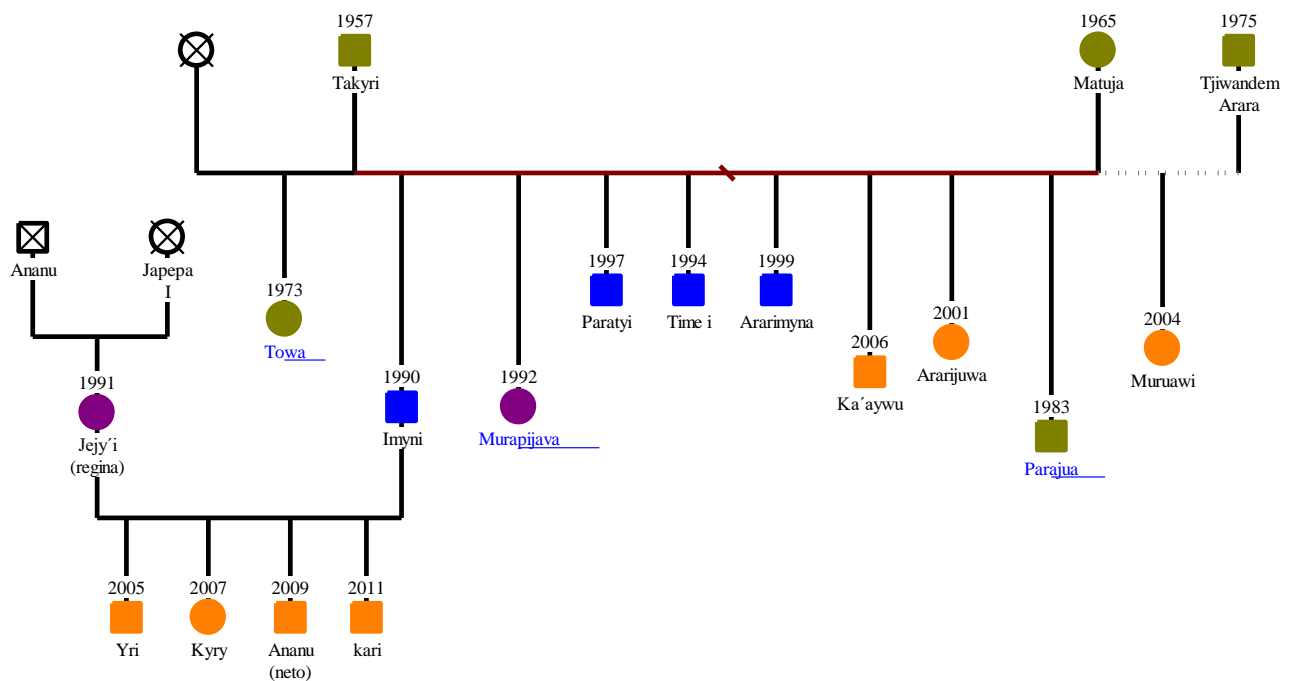 1957
Takyri
1965
Matuja
1975
Tjiwandem
Arara
Ananu
Japepa
I
1973
Towa
1997
Paratyi
1994
Time i
1999
Ararimyna
2006
Ka´aywu
2001
Ararijuwa
2004
Muruawi
1991
Jejy´i
(regina)
1990
Imyni
1992
Murapijava
1983
Parajua
2005
Yri
2007
Kyry
2009
Ananu
(neto)
2011
kari